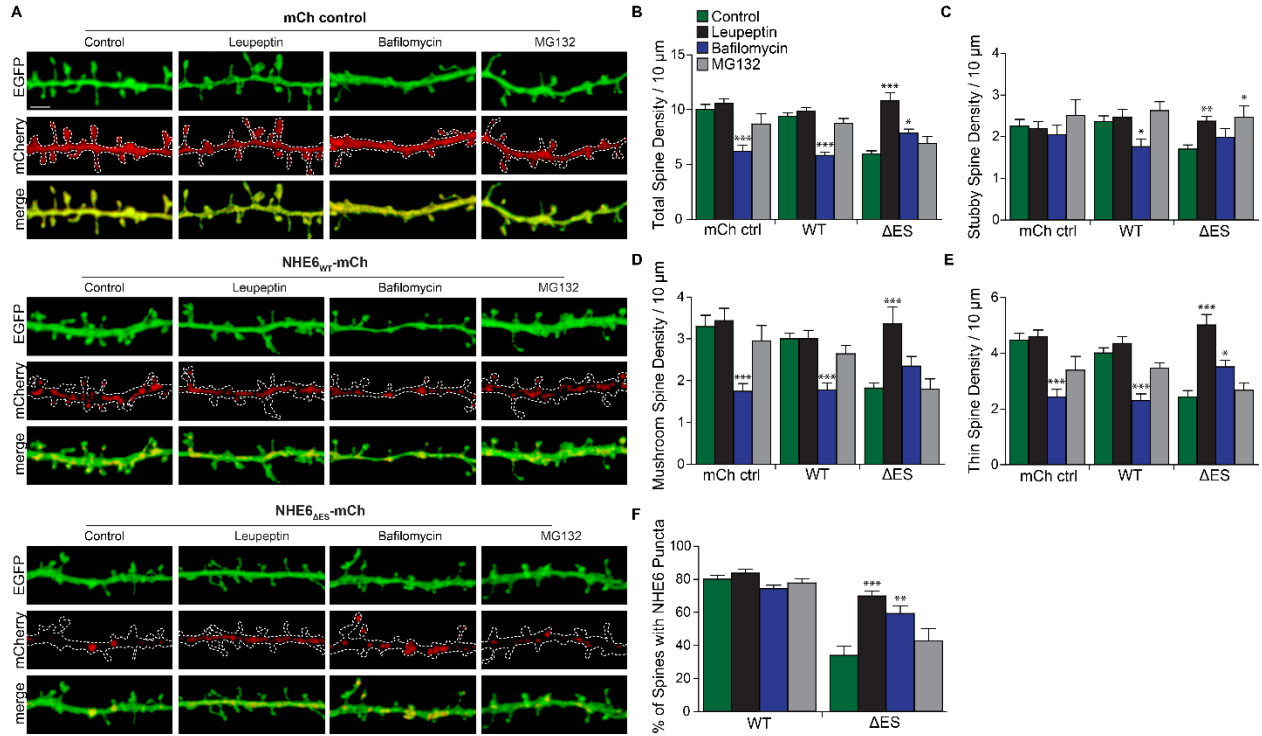 A
mCh control
Control Leupeptin Bafilomycin MG132
EGFP
mCherry
merge
NHE6WT-mCh
Control Leupeptin Bafilomycin MG132
EGFP
mCherry
merge
NHE6ΔES-mCh
Control Leupeptin Bafilomycin MG132
EGFP
mCherry
merge
B
Control
Leupeptin
Bafilomycin
MG132
Total Spine Density / 10 µm
15
10
5
0
***
***
***
*
mCh ctrl WT ΔES
C
Stubby Spine Density / 10 µm
4
3
2
1
0
*
**
*
mCh ctrl WT ΔES
D
Mushroom Spine Density / 10 µm
4
3
2
1
0
***
***
***
mCh ctrl WT ΔES
E
Thin Spine Density / 10 µm
6
4
2
0
***
***
***
*
mCh ctrl WT ΔES
F
% of Spines with NHE6 Puncta
100
80
60
40
20
0
***
**
WT ΔES